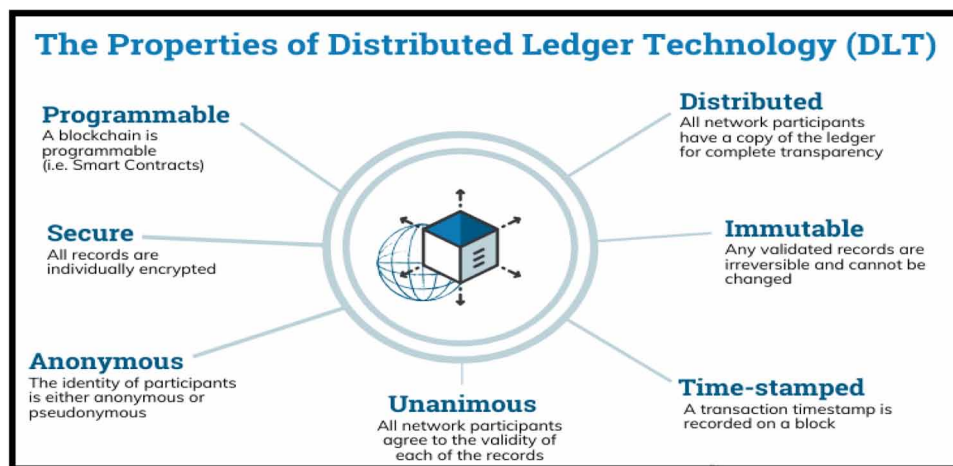 The Properties of Distributed Ledger Technology (DLT)
Programmable
A blockchain is
programmable
(i.e. Smart Contracts)
Secure
All records are
individually encrypted
Anonymous
The identity of participants
is either anonymous or
pseudonymous
Unanimous
All network participants
agree to the validity of
each of the records
Distributed
All network participants
have a copy of the ledger
for complete transparency
Immutable
Any validated records are
irreversible and cannot be
changed
Time-stamped
A transaction timestamp is
recorded on a block